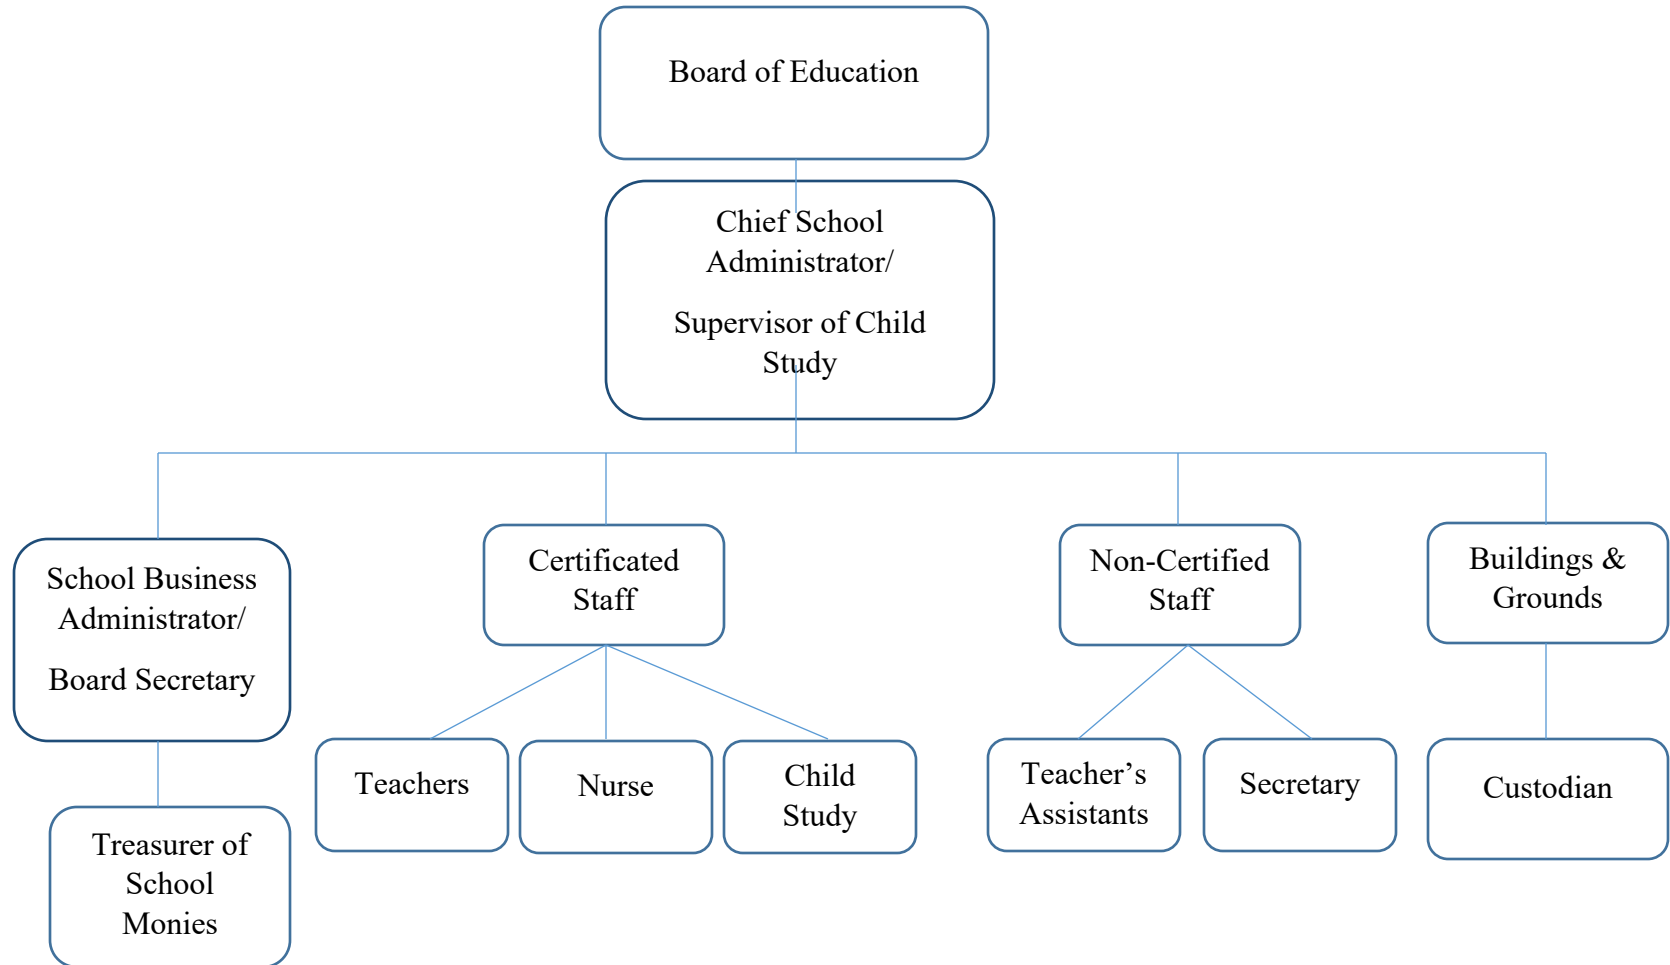 Board of Education
Chief School
Administrator/
Supervisor of Child
Study
School Business
Administrator/
Board Secretary
Certificated
Staff
Non-Certified
Staff
Buildings &
Grounds
Teachers
Nurse
Child
Study
Teacher’s
Assistants
Secretary
Custodian
Treasurer of
School
Monies